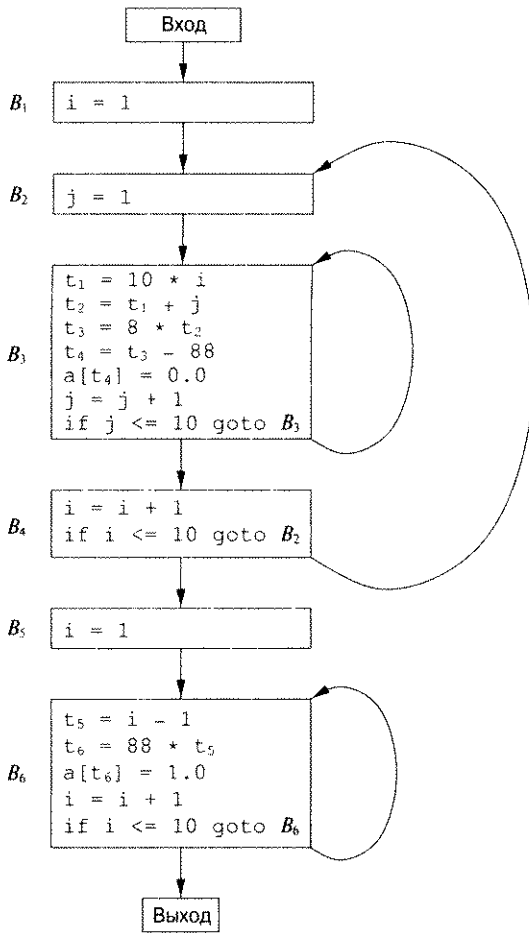 Вход
B₁ i = 1
B₂ j = 1
t₁ = 10 * i
t₂ = t₁ + j
t₃ = 8 * t₂
B₃ t₄ = t₃ - 88
a[t₄] = 0.0
j = j + 1
if j <= 10 goto B₃
i = i + 1
B₄ if i <= 10 goto B₂
B₅ i = 1
t₅ = i - 1
t₆ = 88 * t₅
B₆ a[t₆] = 1.0
i = i + 1
if i <= 10 goto B₆
Выход